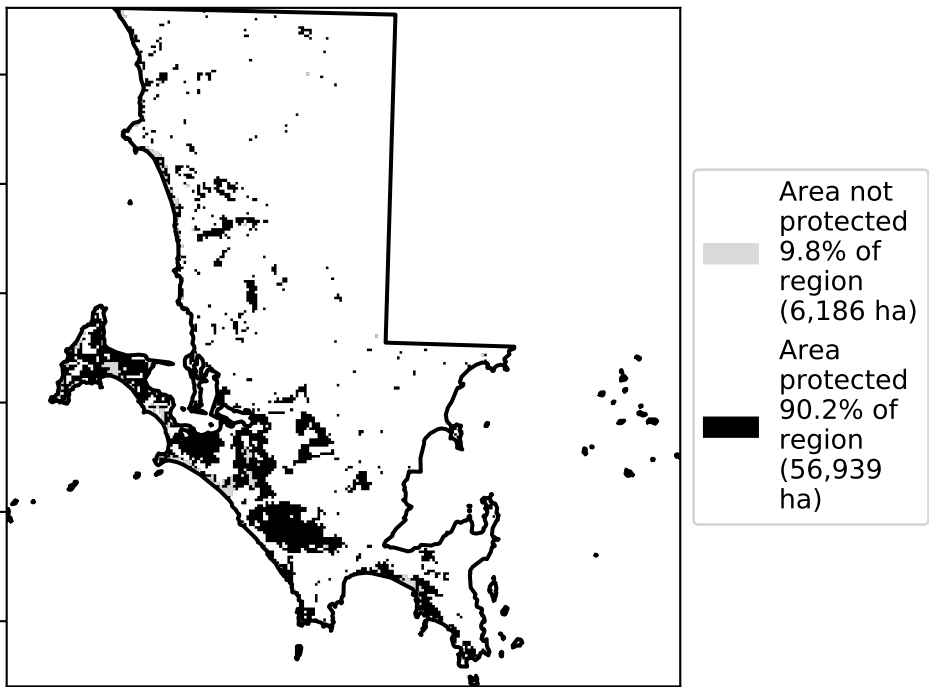 Area not
protected
9.8% of
region
(6,186 ha)
Area
protected
90.2% of
region
(56,939
ha)